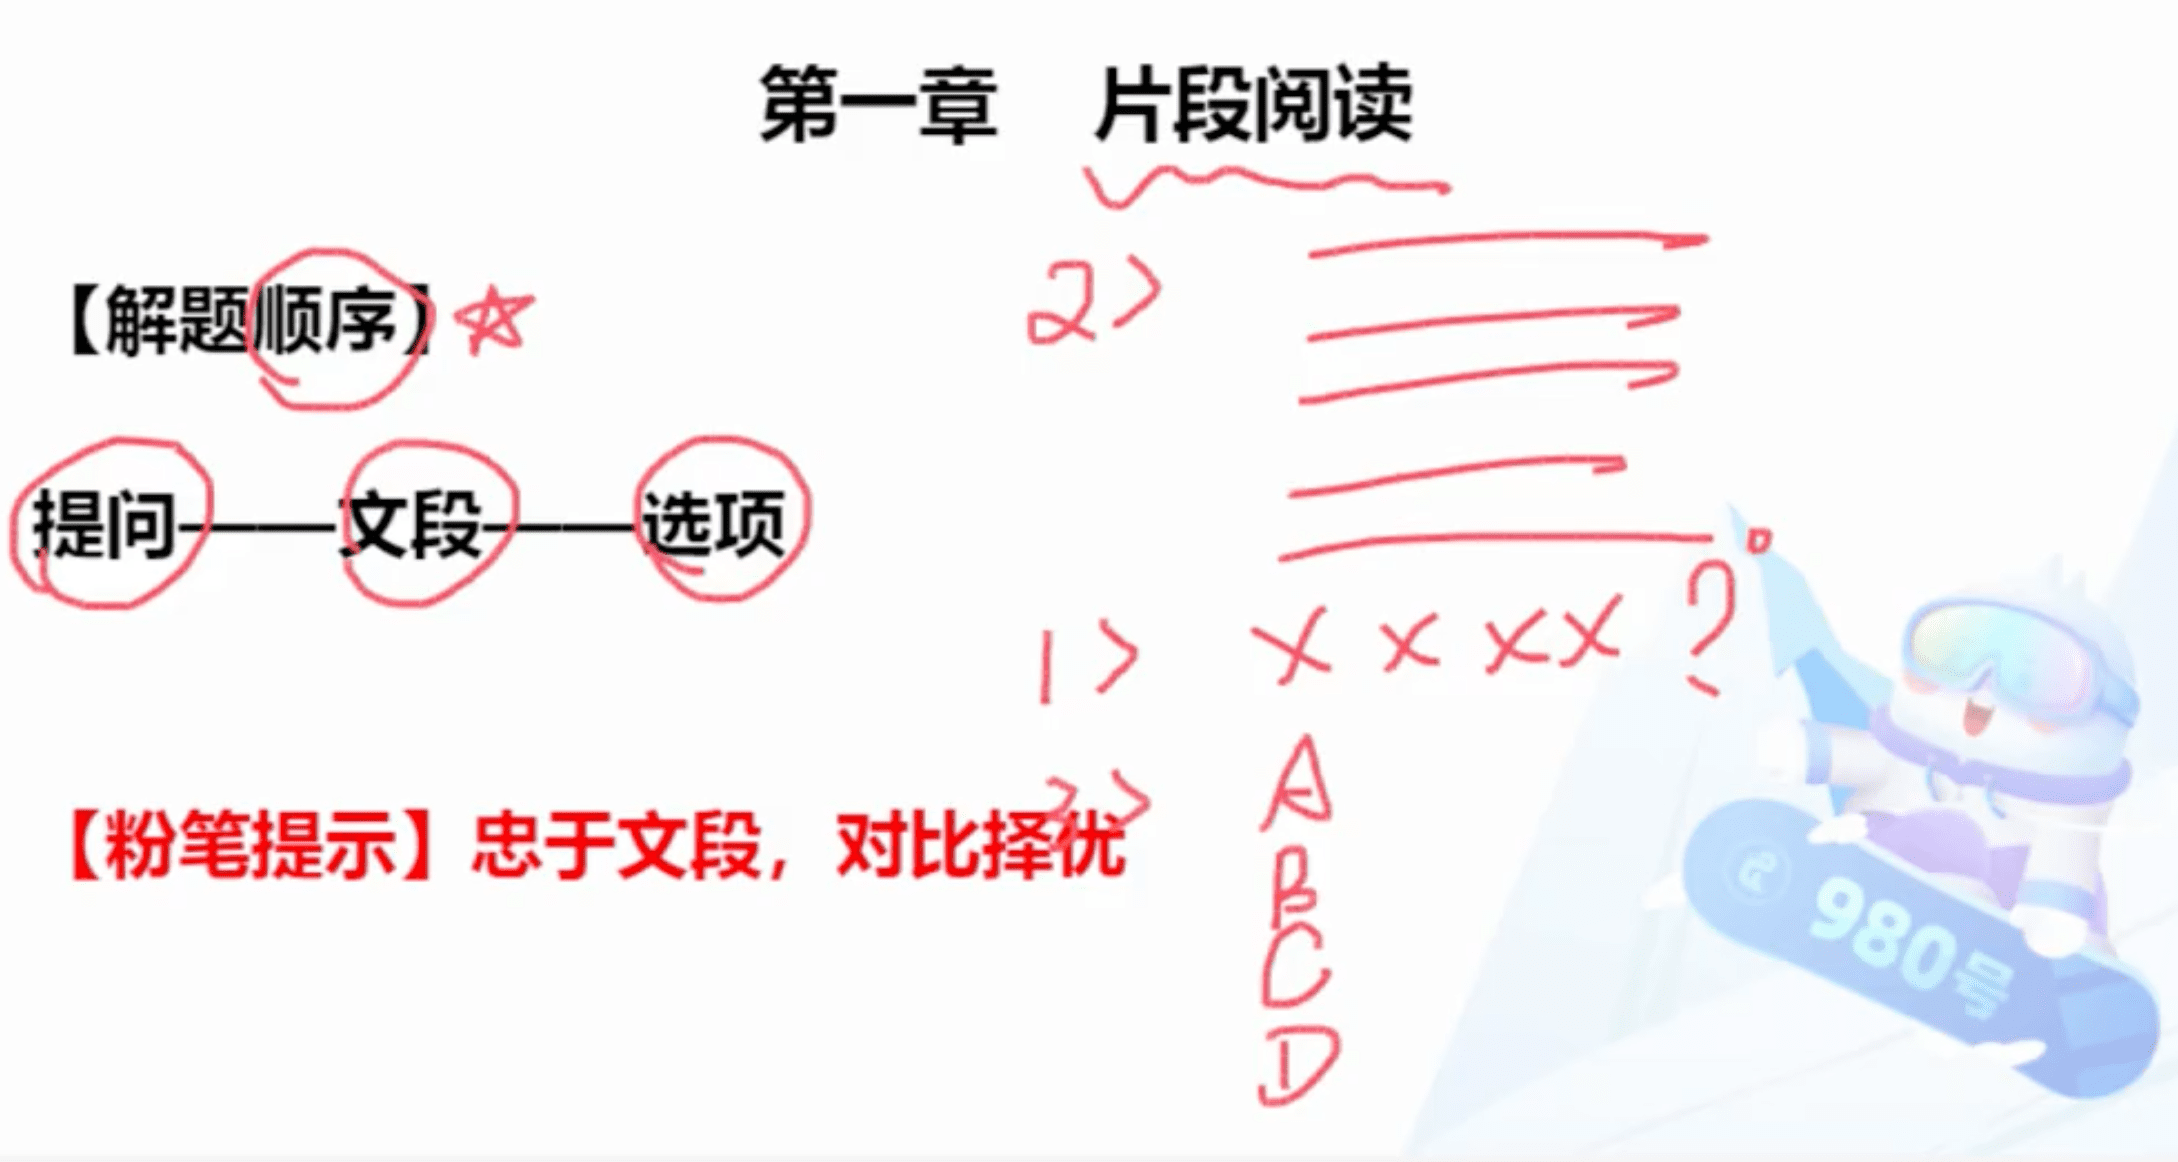 第一章 片段阅读
【解题顺序】
2>
提问——文段——选项
1> X X X X ?
【粉笔提示】忠于文段，对比择优
3> A
B
C
D
980号